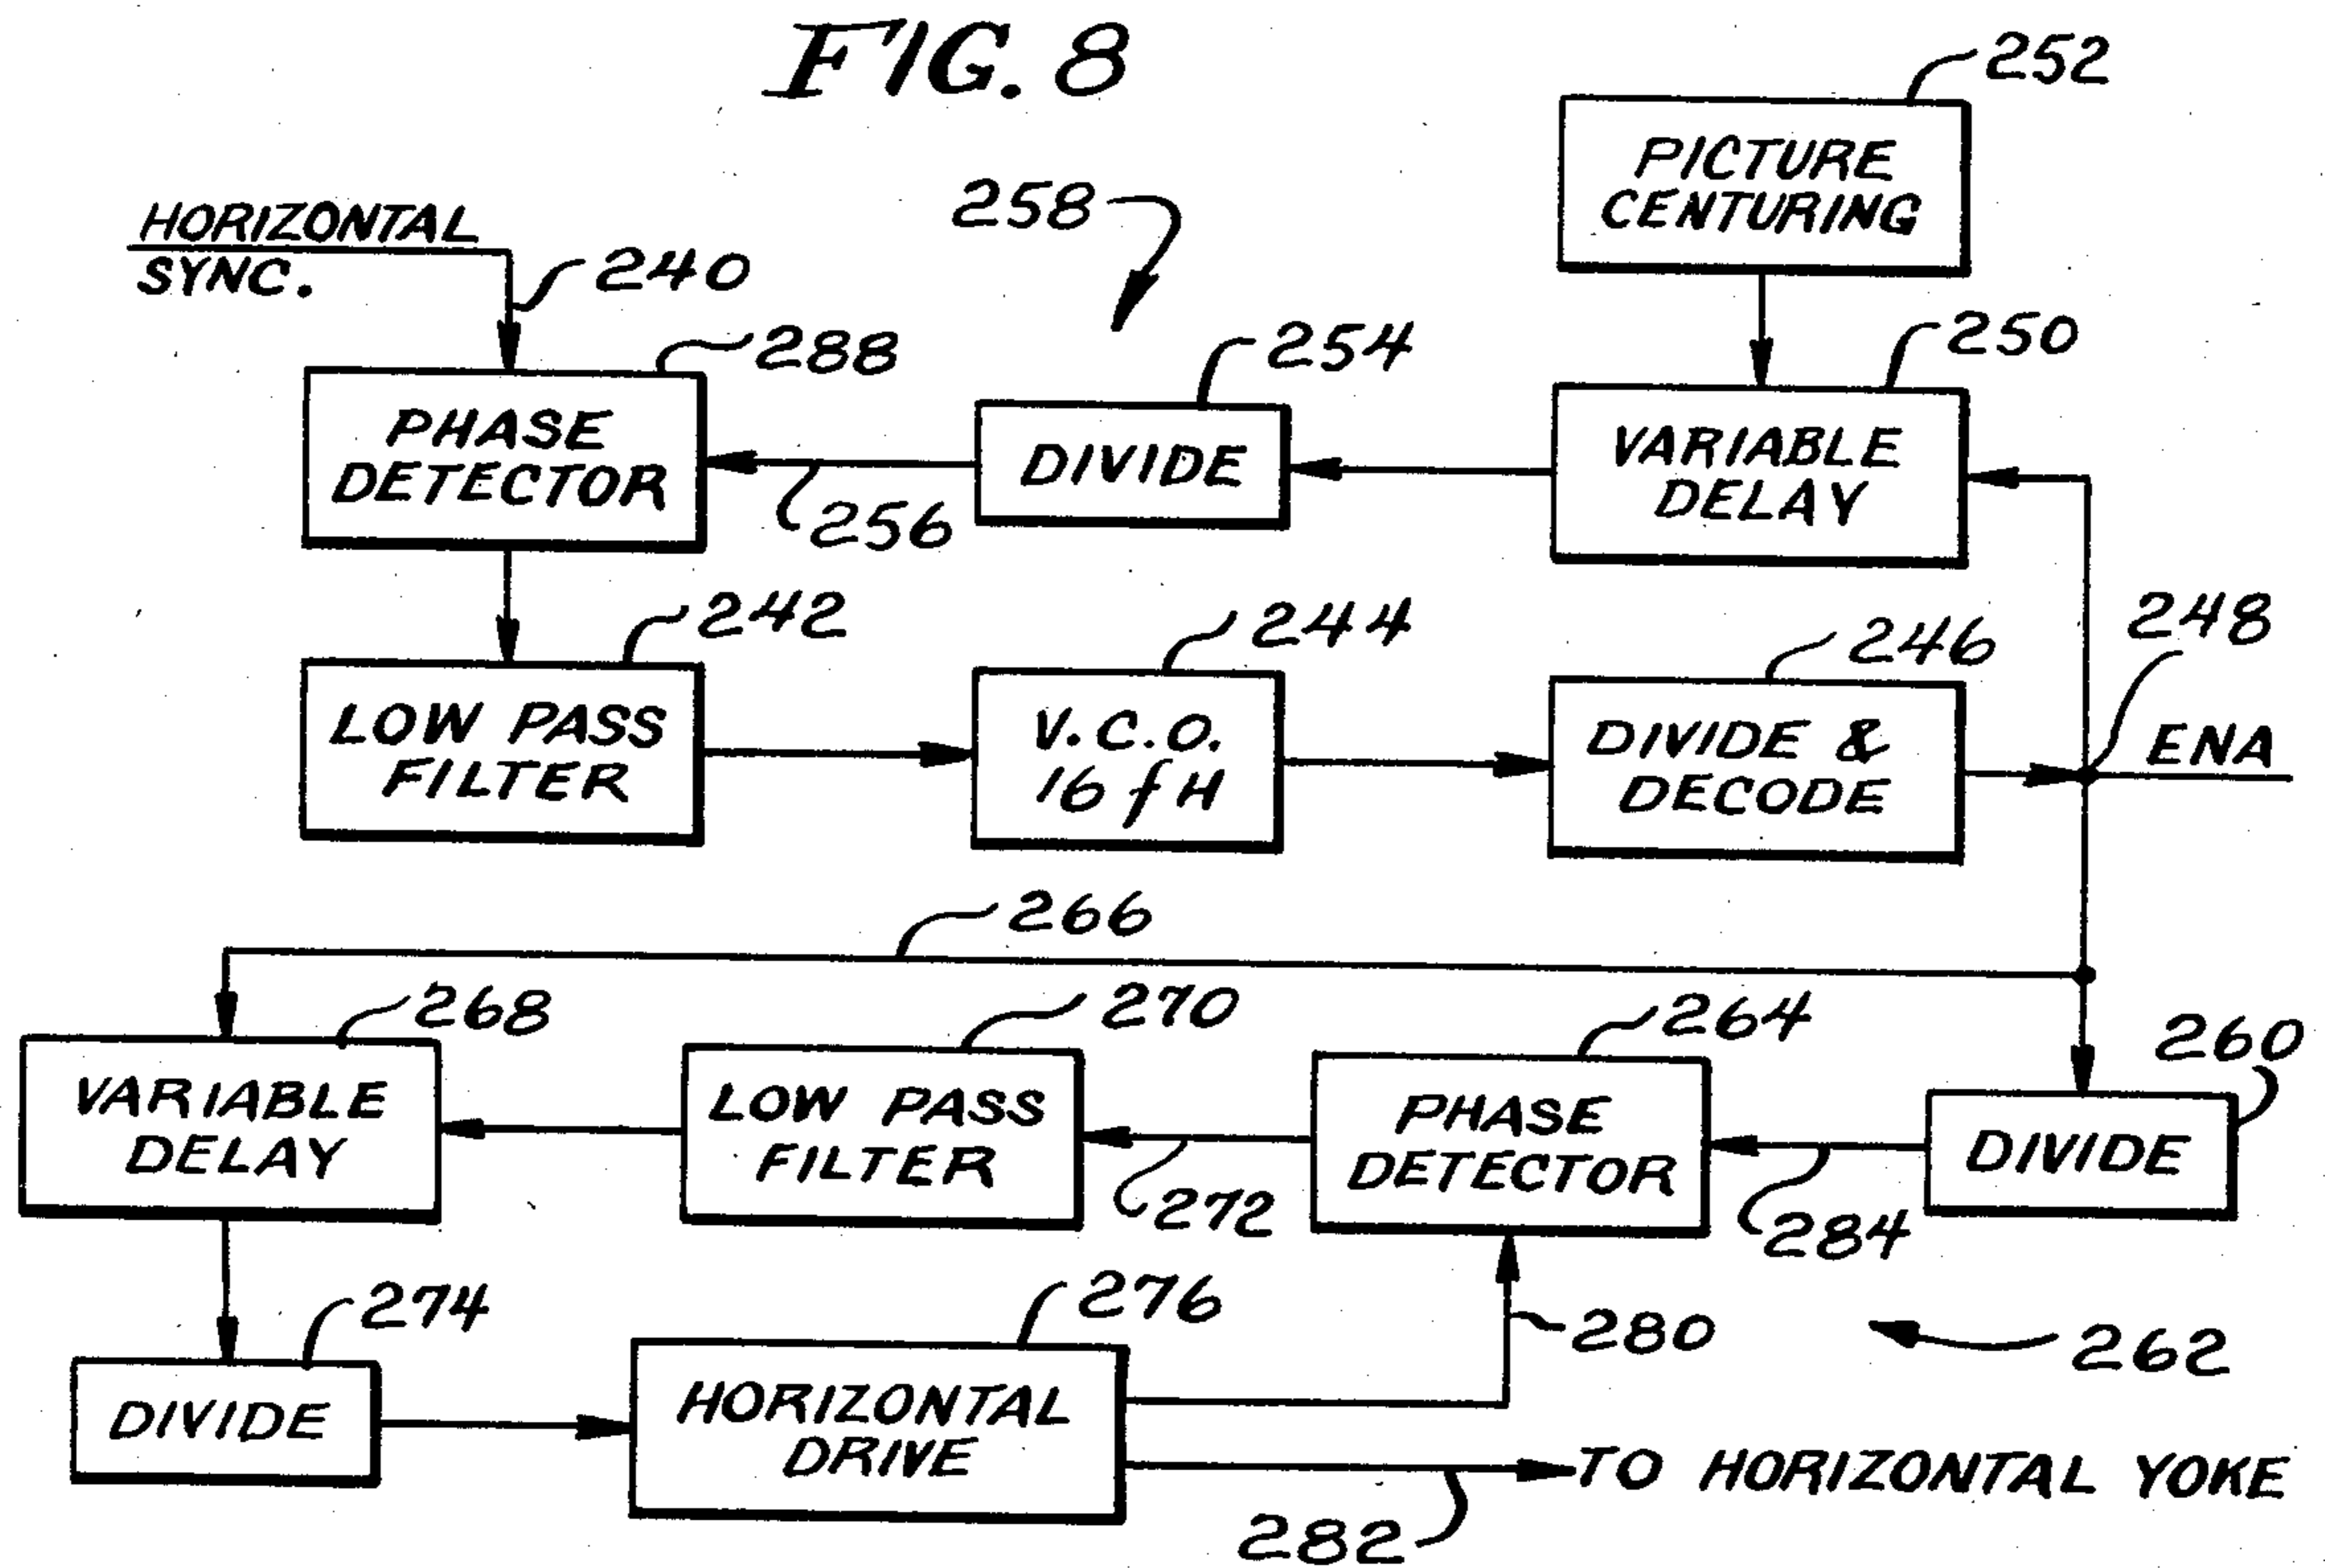 FIG. 8
252
PICTURE
CENTURING
258
HORIZONTAL
SYNC.
240
288
254
250
PHASE
DETECTOR
256
DIVIDE
VARIABLE
DELAY
242
244
246
248
LOW PASS
FILTER
V.C.O.
16 fH
DIVIDE &
DECODE
ENA
266
268
270
264
260
VARIABLE
DELAY
LOW PASS
FILTER
272
PHASE
DETECTOR
284
DIVIDE
274
276
280
262
DIVIDE
HORIZONTAL
DRIVE
TO HORIZONTAL YOKE
282